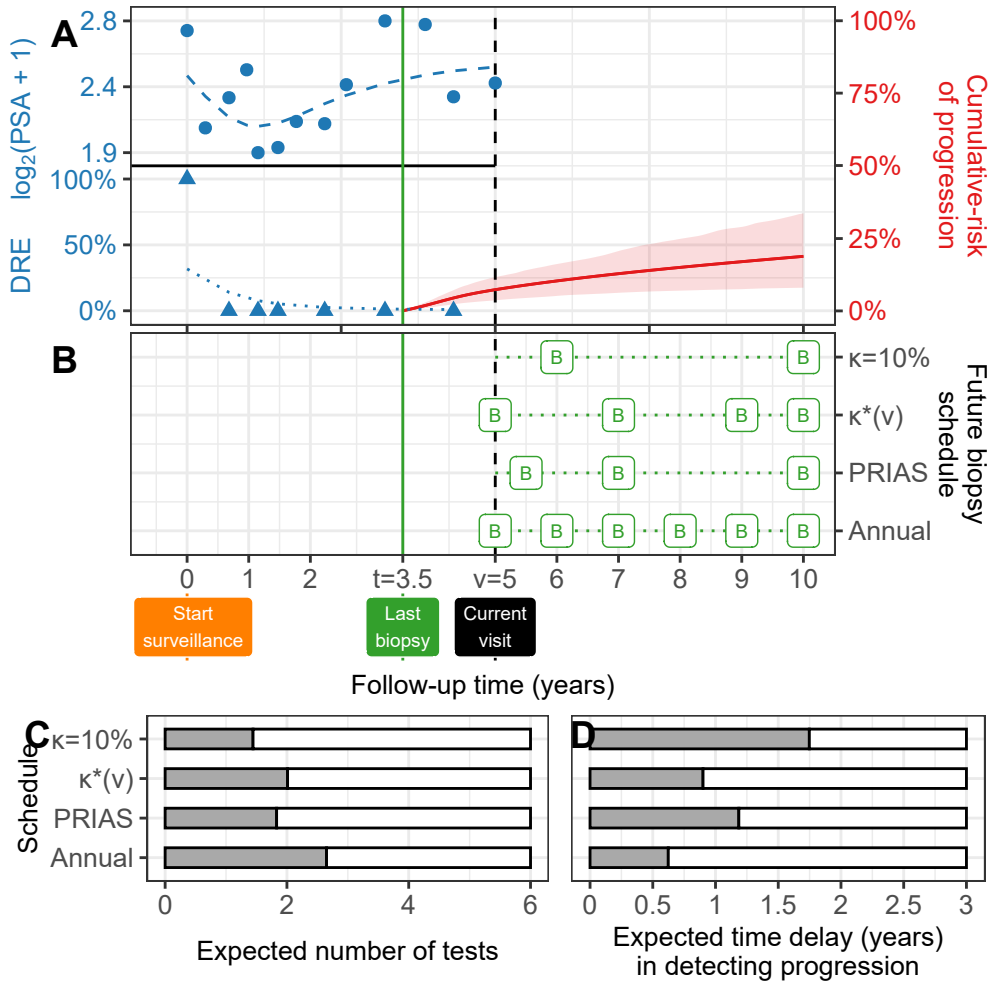 A
log₂(PSA + 1)
DRE
2.8
2.4
1.9
100%
50%
0%
100%
75%
50%
25%
0%
Cumulative-risk
of progression
B
B B κ=10%
B B B B κ*(v)
B B B PRIAS
B B B B B B Annual
Future biopsy
schedule
0 1 2 t=3.5 v=5 6 7 8 9 10
Start
surveillance
Last
biopsy
Current
visit
Follow-up time (years)
C
Schedule
κ=10%
κ*(v)
PRIAS
Annual
0 2 4 6
Expected number of tests
D
0 0.5 1 1.5 2 2.5 3
Expected time delay (years)
in detecting progression